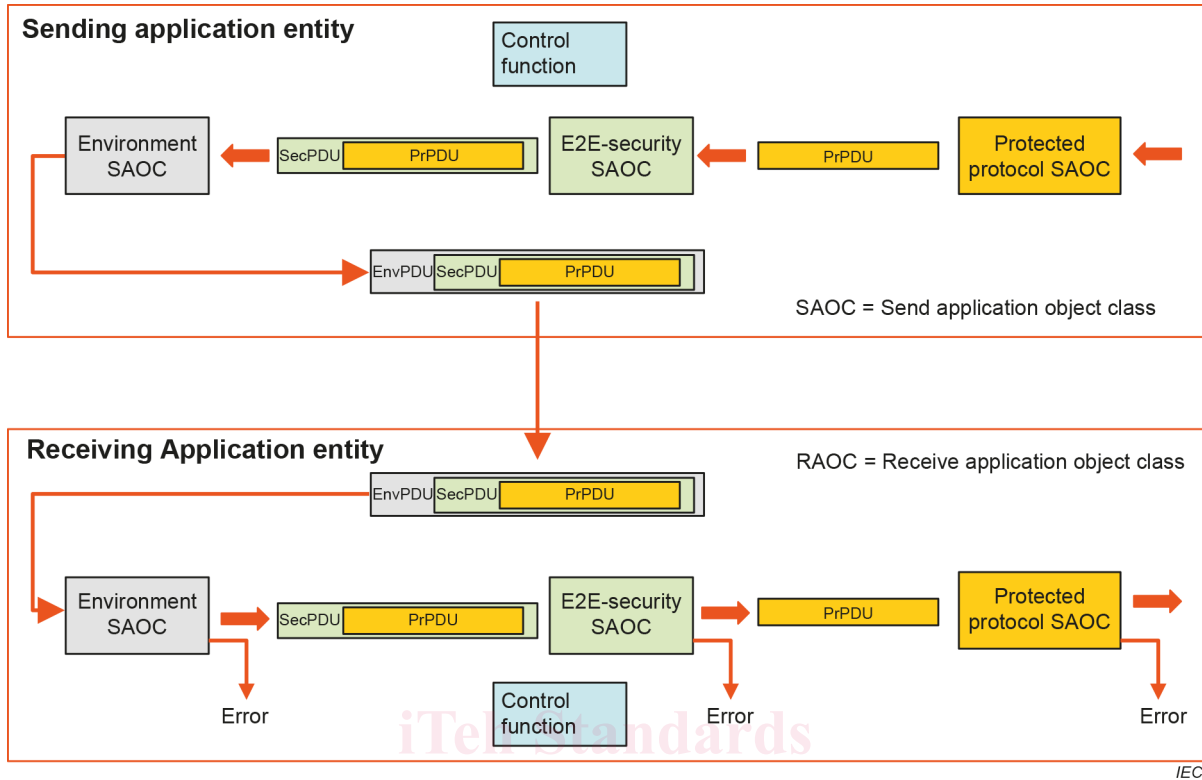 Sending application entity
Control
function
Environment
SAOC
SecPDU
PrPDU
E2E-security
SAOC
PrPDU
Protected
protocol SAOC
EnvPDU
SecPDU
PrPDU
SAOC = Send application object class
Receiving Application entity
RAOC = Receive application object class
EnvPDU
SecPDU
PrPDU
Environment
SAOC
SecPDU
PrPDU
E2E-security
SAOC
PrPDU
Protected
protocol SAOC
Error
Control
function
Error
Error
iTeh Standards
IEC